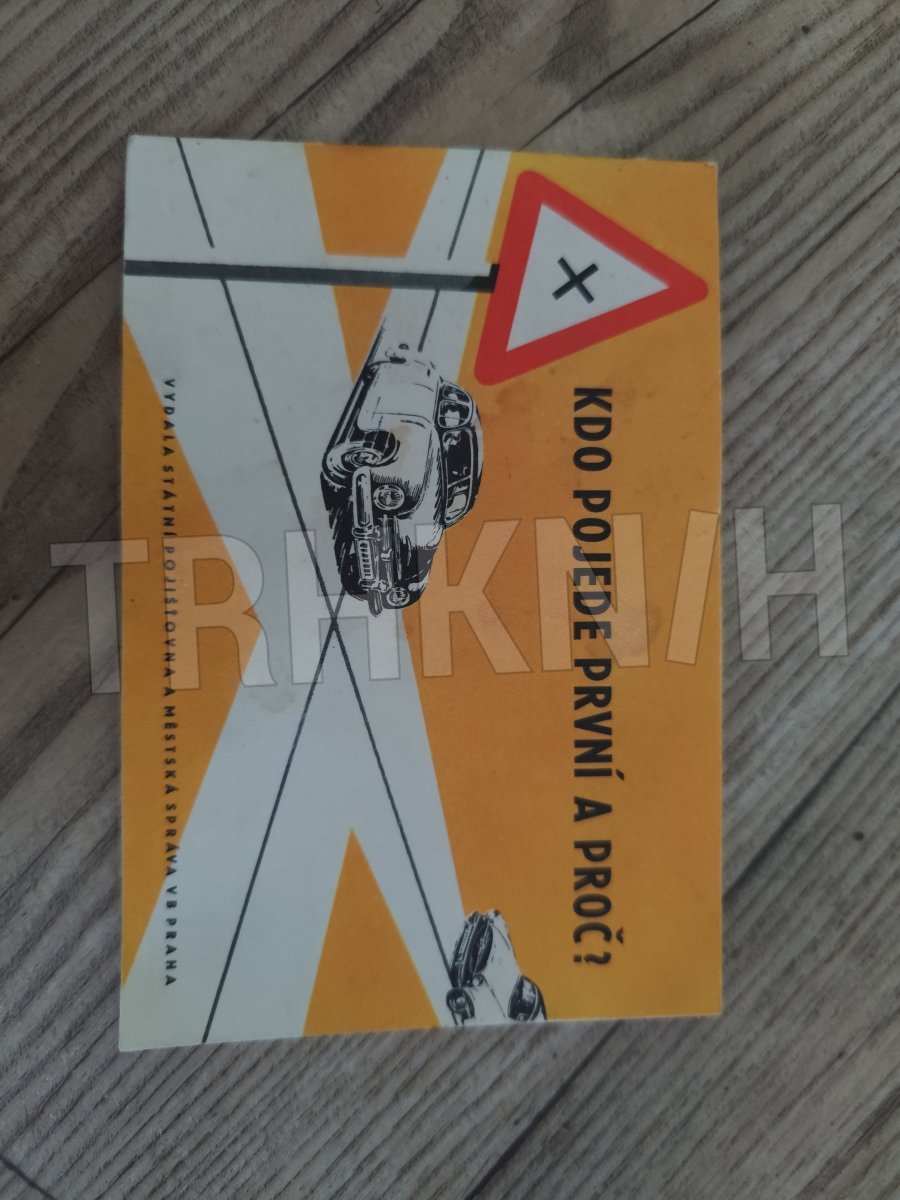 KDO POJEDE PRVNÍ A PROČ?
VYDALA STÁTNÍ POJIŠŤOVNA A MĚSTSKÁ SPRÁVA VB PRAHA
TRHKNIH